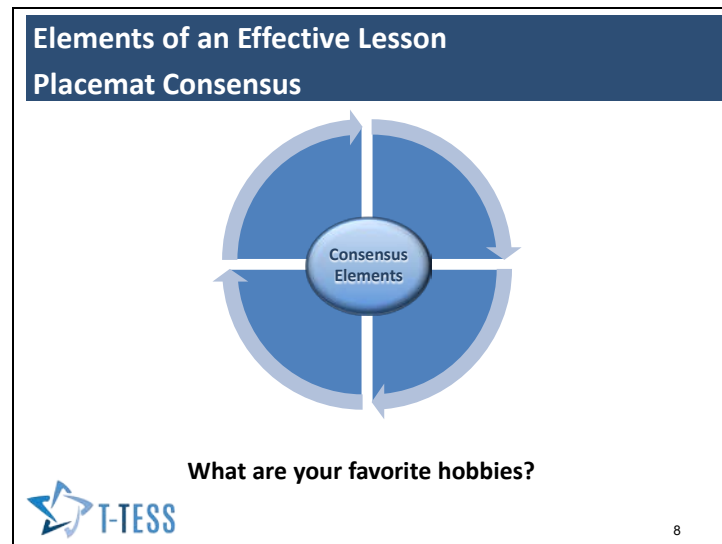 Elements of an Effective Lesson
Placemat Consensus
Consensus
Elements
What are your favorite hobbies?
T-TESS
8